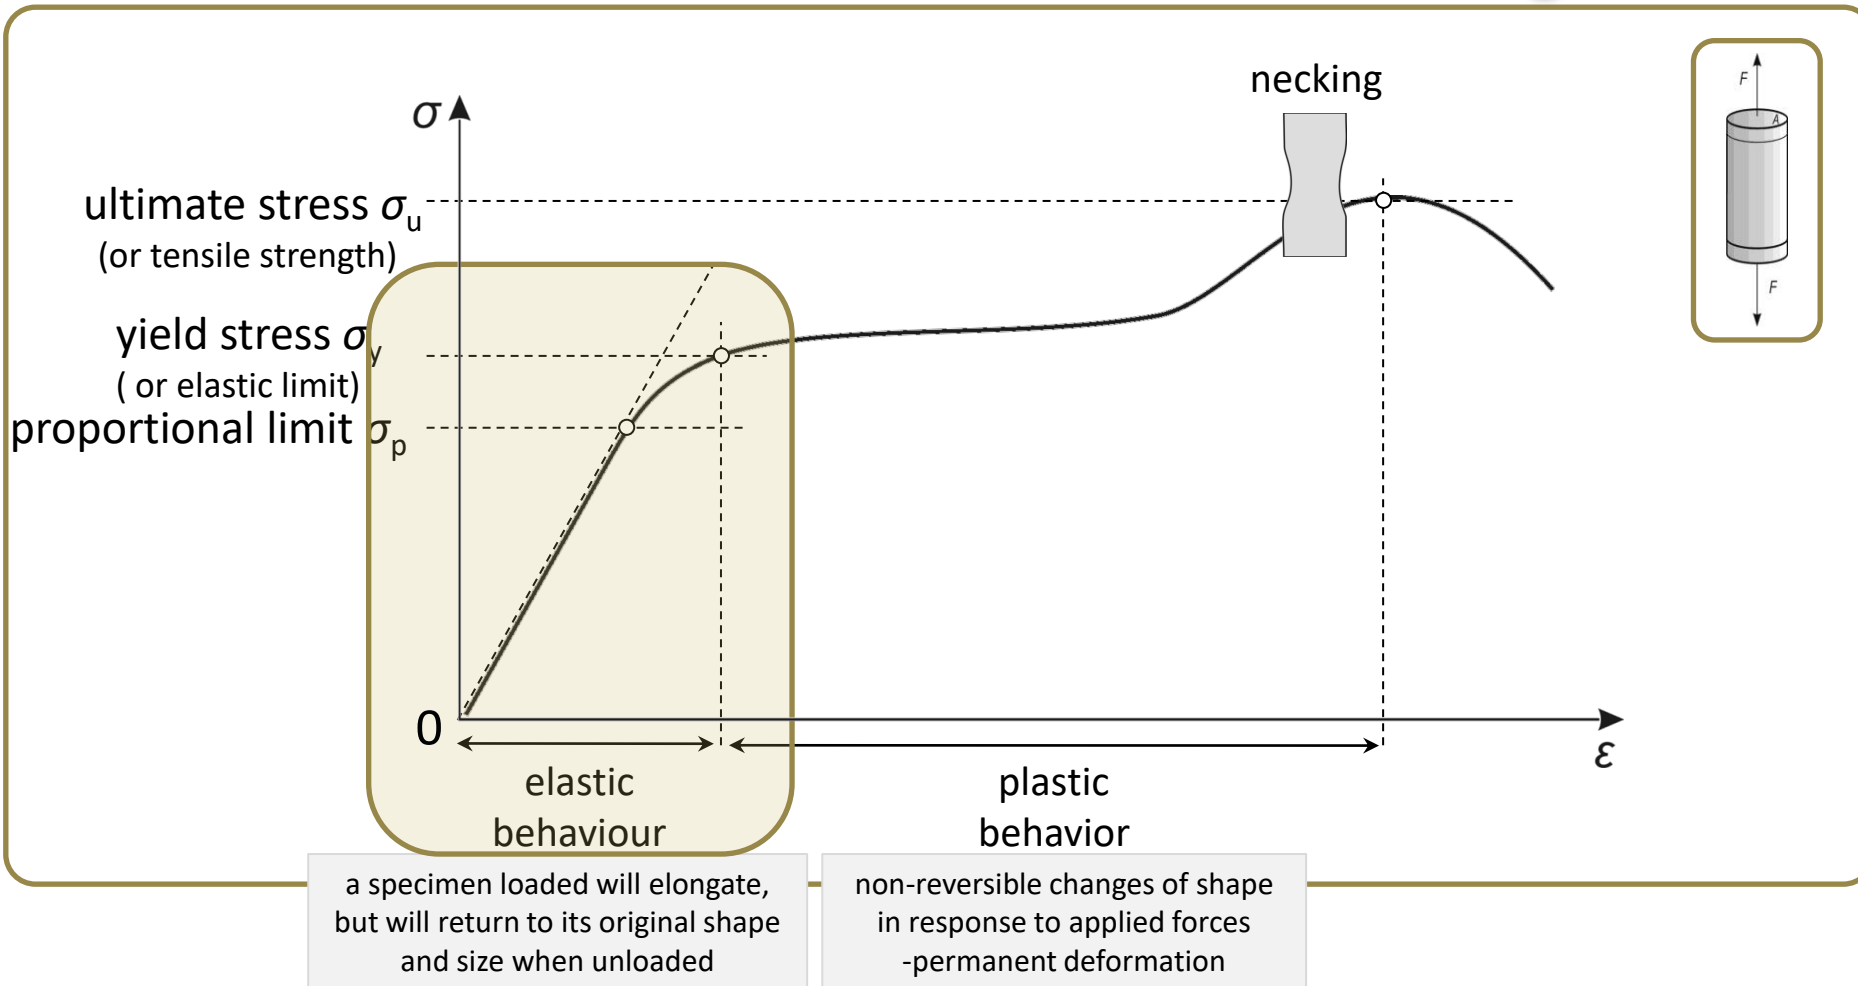 necking
σ
F
A
F
ultimate stress σu
(or tensile strength)
yield stress σy
( or elastic limit)
proportional limit σp
0
ε
elastic
behaviour
plastic
behavior
a specimen loaded will elongate,
but will return to its original shape
and size when unloaded
non-reversible changes of shape
in response to applied forces
-permanent deformation